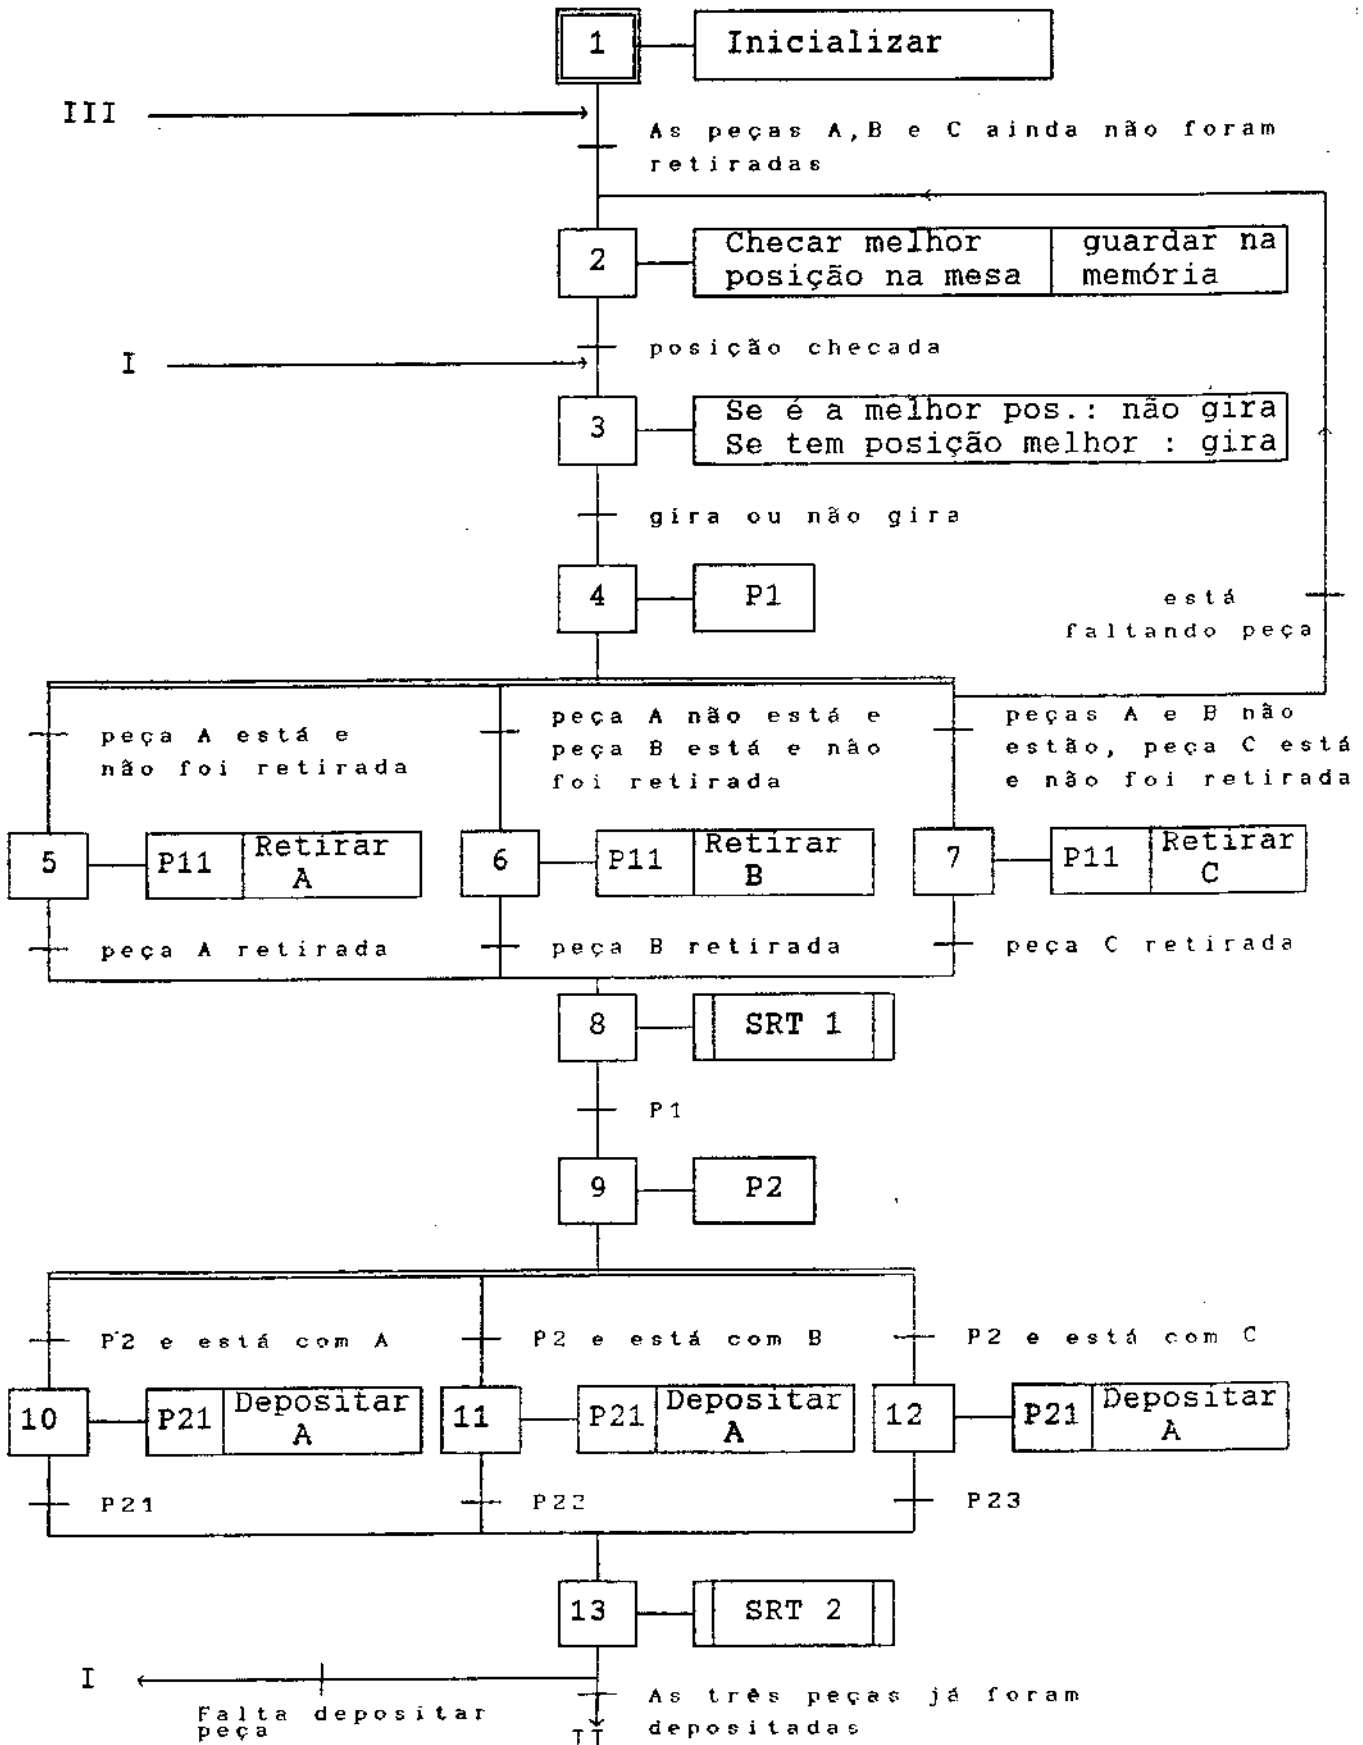 1 Inicializar
III
As peças A,B e C ainda não foram
retiradas
2 Checar melhor guardar na
posição na mesa memória
I
posição checada
3 Se é a melhor pos.: não gira
Se tem posição melhor : gira
gira ou não gira
4 P1
está
faltando peça
peça A está e
não foi retirada
peça A não está e
peça B está e não
foi retirada
peças A e B não
estão, peça C está
e não foi retirada
5 P11 Retirar
A
6 P11 Retirar
B
7 P11 Retirar
C
peça A retirada
peça B retirada
peça C retirada
8 SRT 1
P1
9 P2
P2 e está com A
P2 e está com B
P2 e está com C
10 P21 Depositar
A
11 P21 Depositar
A
12 P21 Depositar
A
P21
P22
P23
13 SRT 2
I
Falta depositar
peça
As três peças já foram
depositadas
II